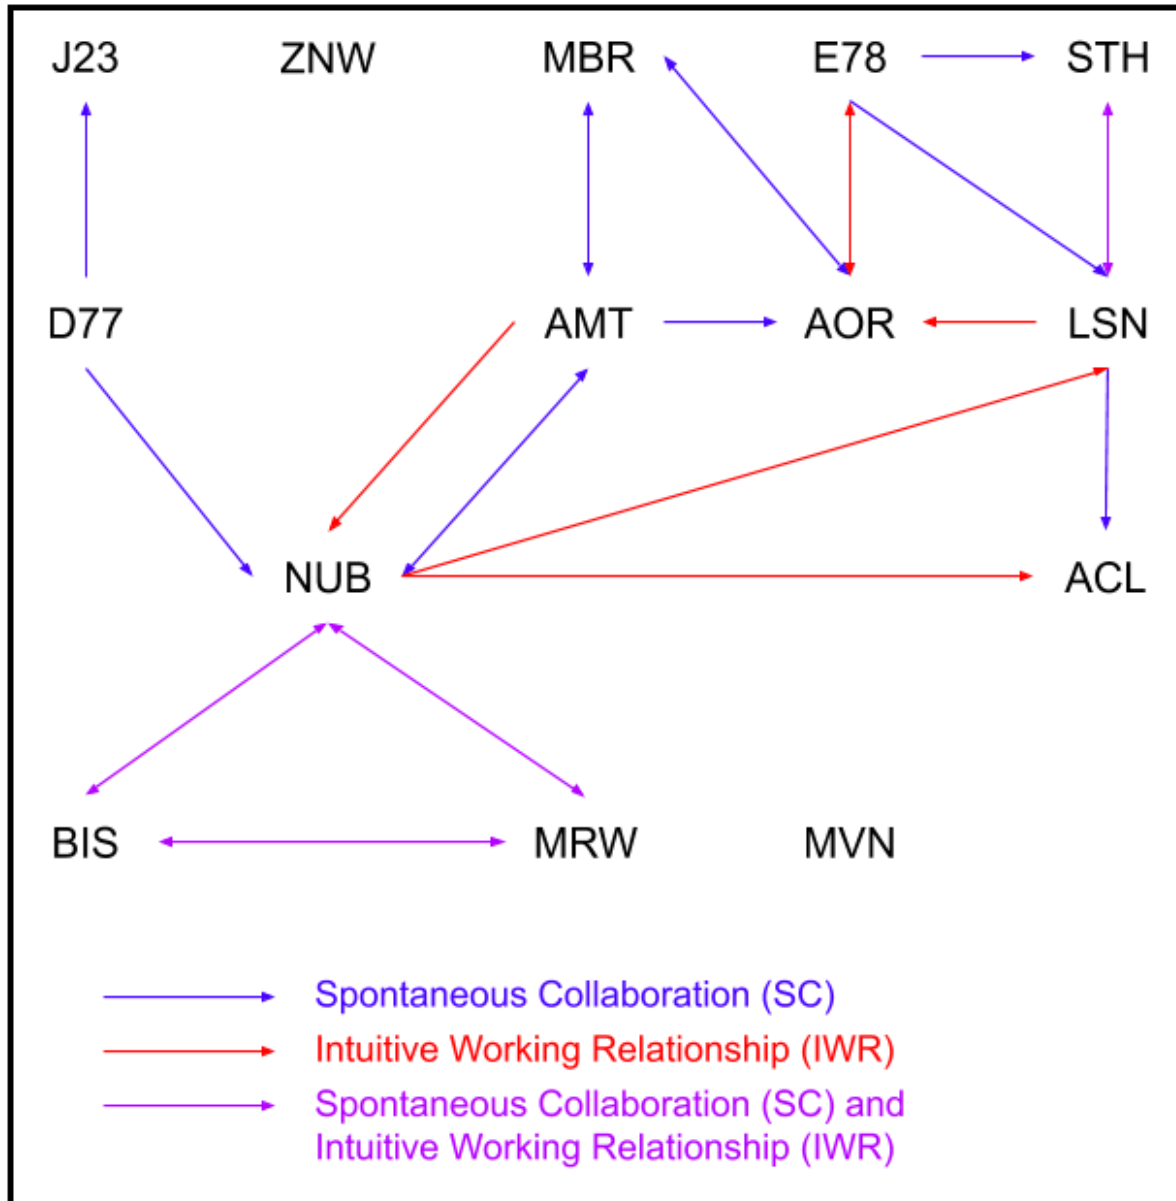 J23 ZNW MBR E78 STH
D77 AMT AOR LSN
NUB ACL
BIS MRW MVN
Spontaneous Collaboration (SC)
Intuitive Working Relationship (IWR)
Spontaneous Collaboration (SC) and
Intuitive Working Relationship (IWR)